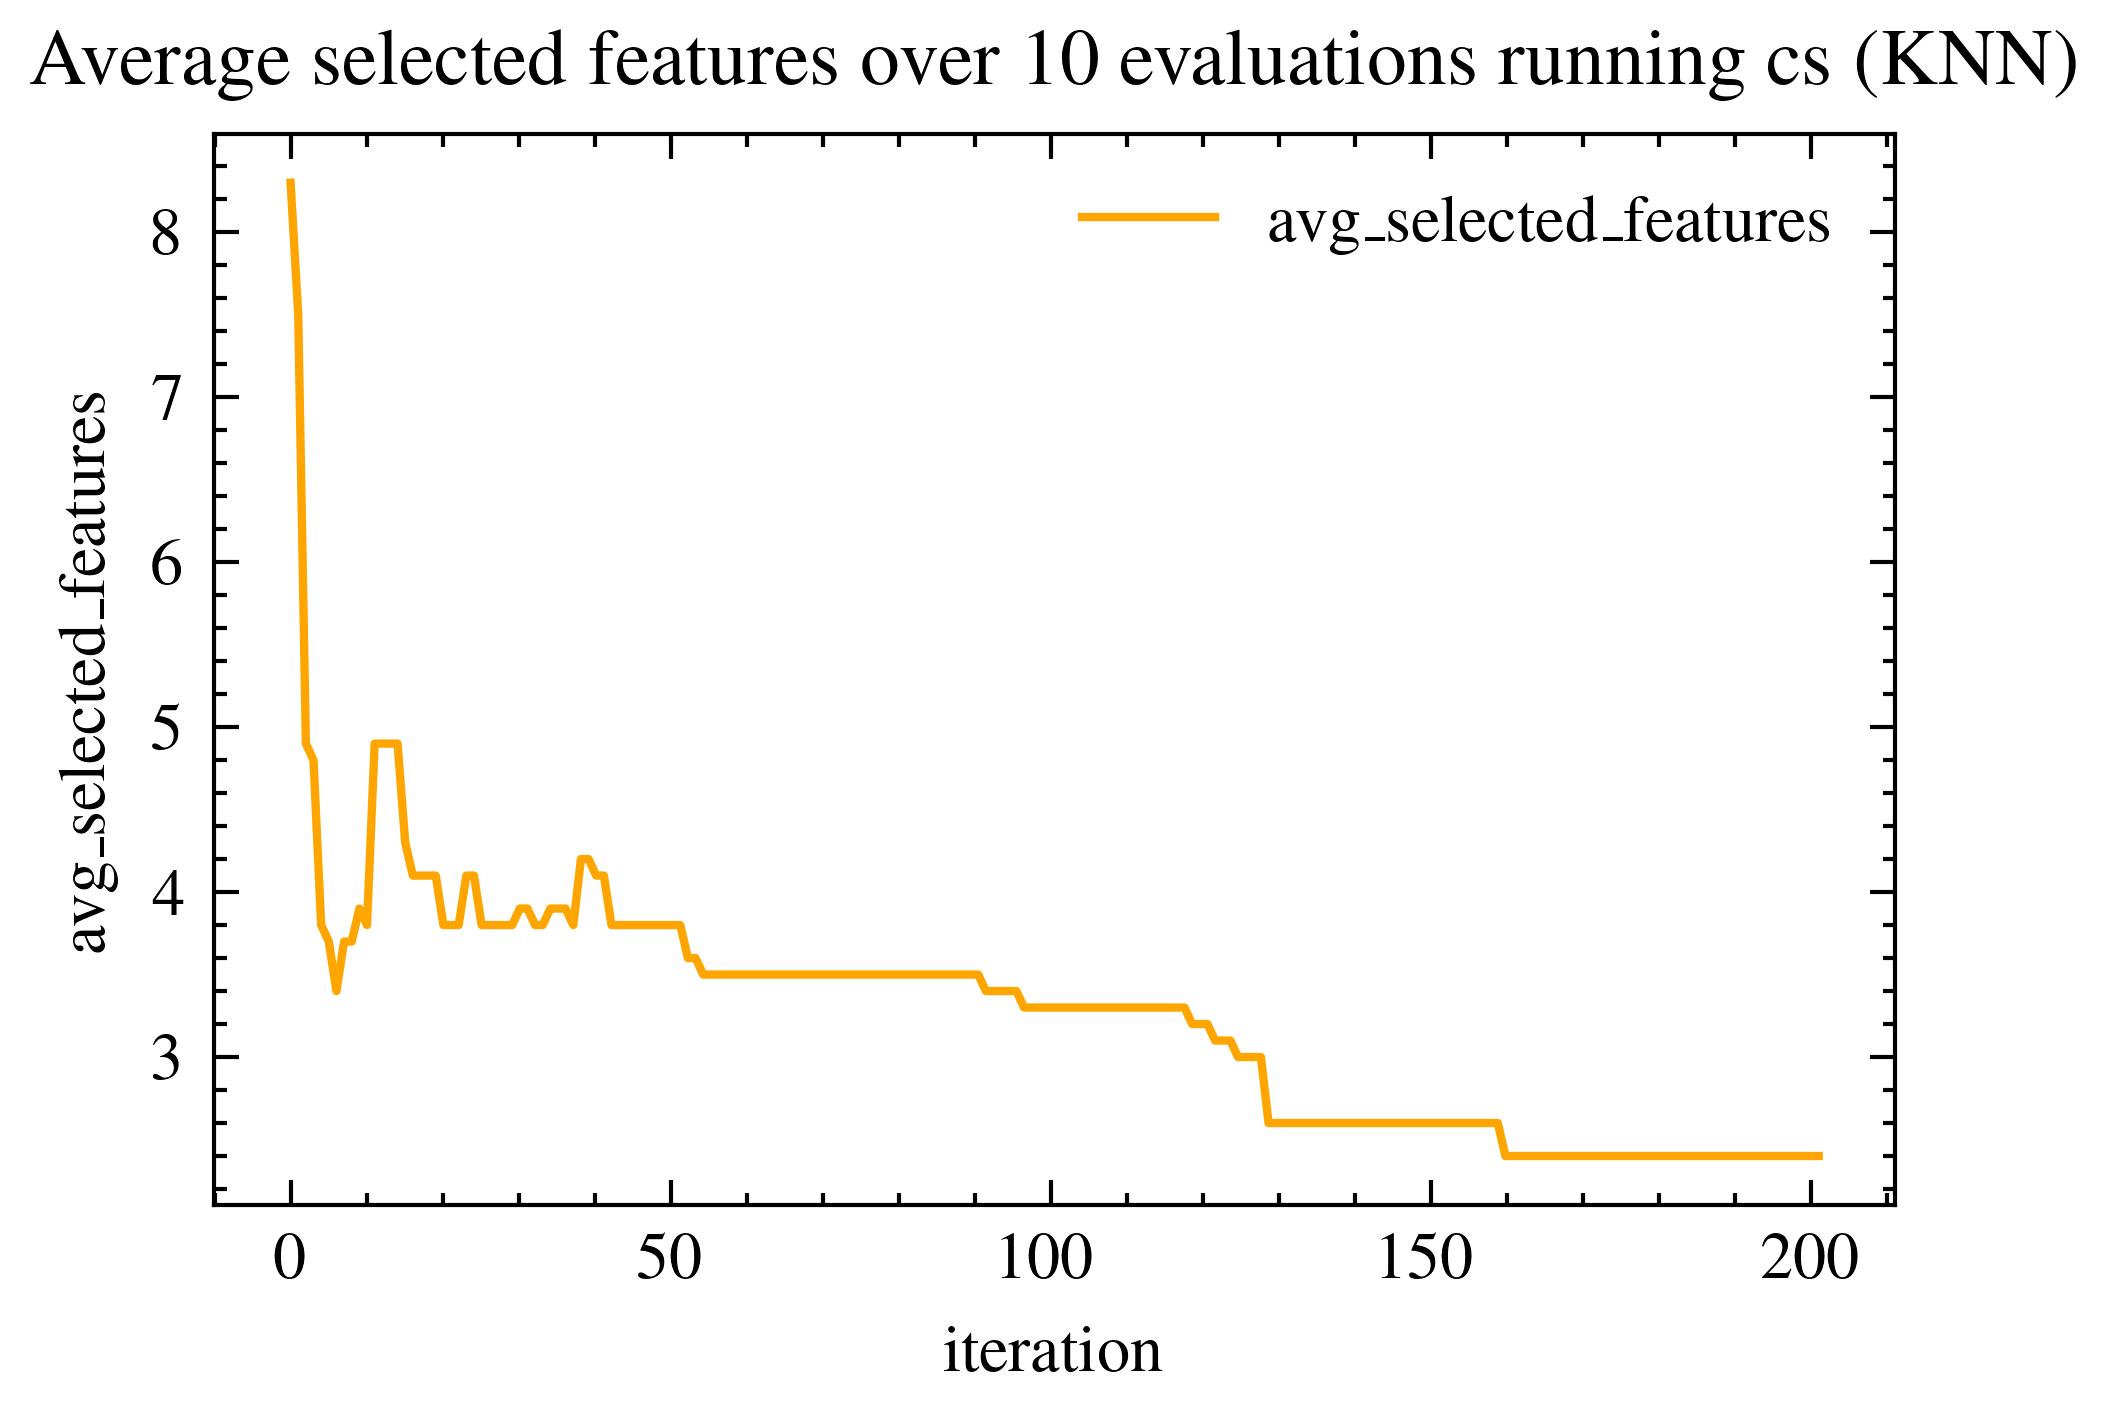 Average selected features over 10 evaluations running cs (KNN)
avg_selected_features
8
7
6
5
4
3
avg_selected_features
0 50 100 150 200
iteration